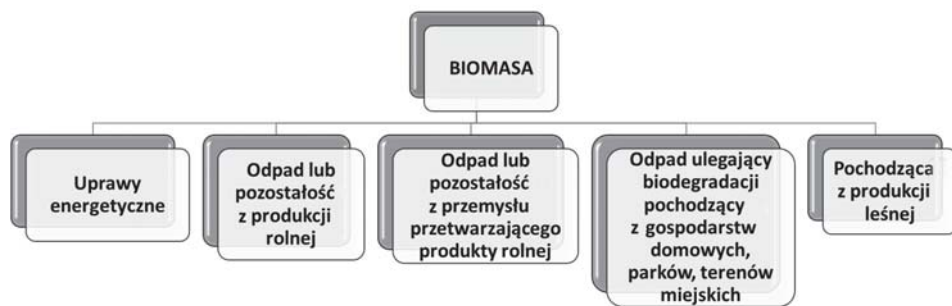 BIOMASA
Uprawy
energetyczne
Odpad lub
pozostałość
z produkcji
rolnej
Odpad lub
pozostałość
z przemysłu
przetwarzającego
produkty rolnej
Odpad ulegający
biodegradacji
pochodzący
z gospodarstw
domowych,
parków, terenów
miejskich
Pochodząca
z produkcji
leśnej